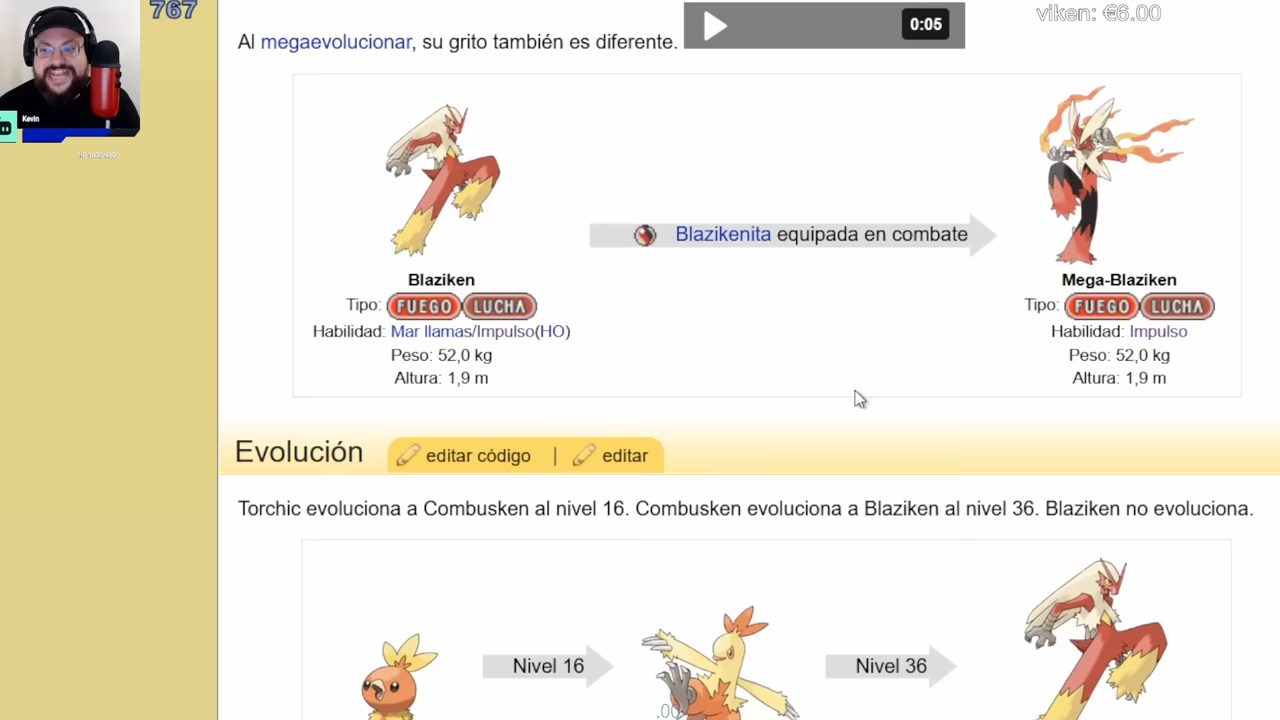 767
viken: €6.00
Al megaevolucionar, su grito también es diferente.
0:05
Kevin
Blazikenita equipada en combate
Blaziken
Tipo: FUEGO LUCHA
Habilidad: Mar llamas/Impulso(HO)
Peso: 52,0 kg
Altura: 1,9 m
Mega-Blaziken
Tipo: FUEGO LUCHA
Habilidad: Impulso
Peso: 52,0 kg
Altura: 1,9 m
Evolución
editar código | editar
Torchic evoluciona a Combusken al nivel 16. Combusken evoluciona a Blaziken al nivel 36. Blaziken no evoluciona.
Nivel 16
Nivel 36
.00